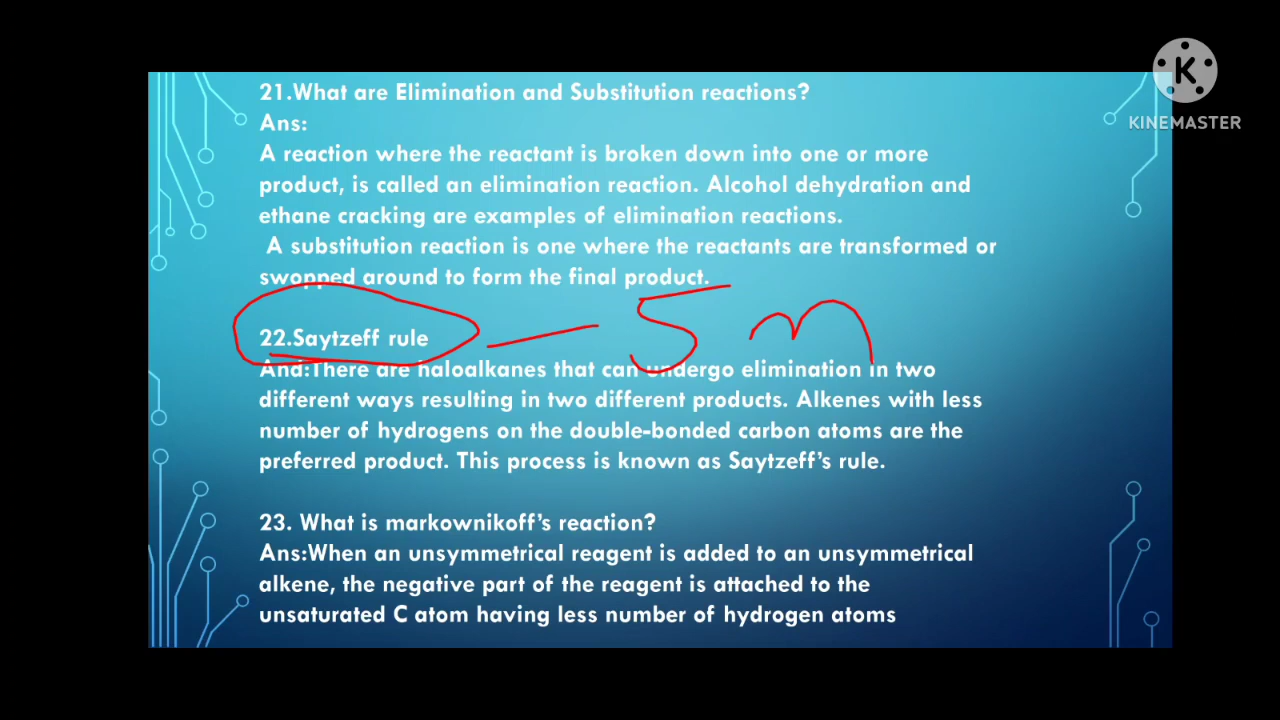 21.What are Elimination and Substitution reactions?
Ans:
A reaction where the reactant is broken down into one or more
product, is called an elimination reaction. Alcohol dehydration and
ethane cracking are examples of elimination reactions.
A substitution reaction is one where the reactants are transformed or
swopped around to form the final product.
22.Saytzeff rule — 5 m
And:There are haloalkanes that can undergo elimination in two
different ways resulting in two different products. Alkenes with less
number of hydrogens on the double-bonded carbon atoms are the
preferred product. This process is known as Saytzeff's rule.
23. What is markownikoff's reaction?
Ans:When an unsymmetrical reagent is added to an unsymmetrical
alkene, the negative part of the reagent is attached to the
unsaturated C atom having less number of hydrogen atoms
K
KINEMASTER